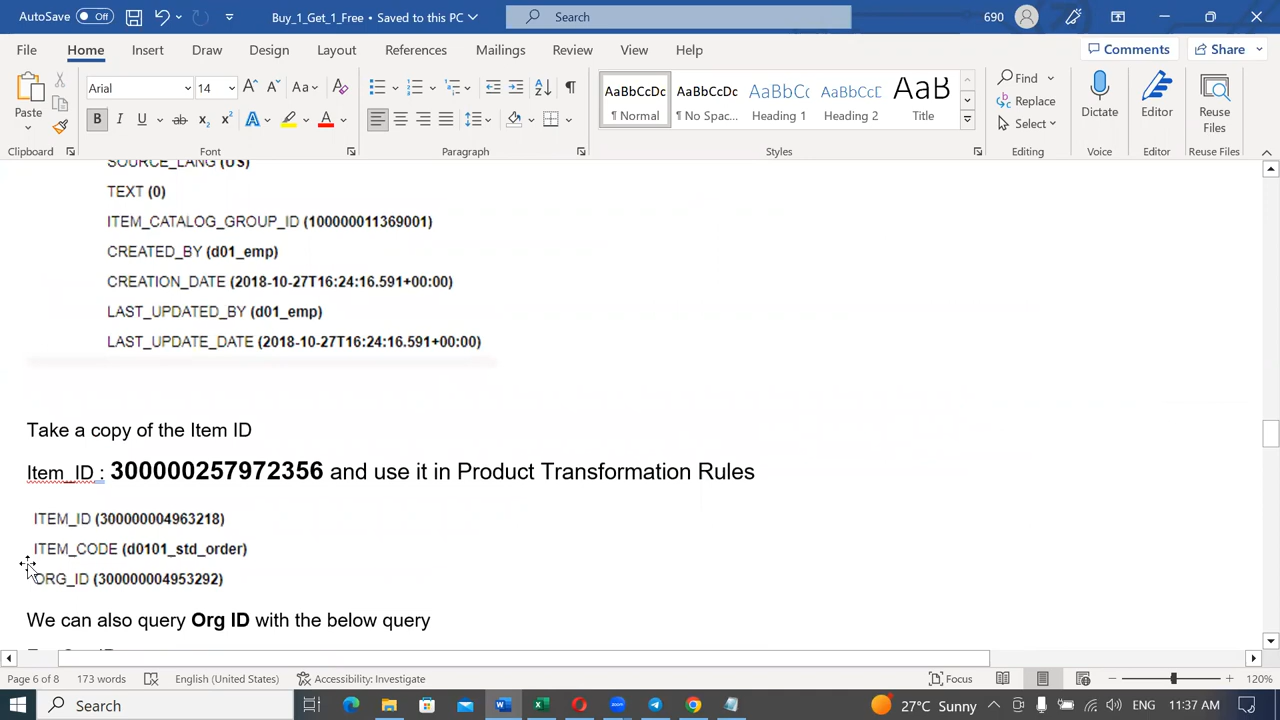 AutoSave Off Buy_1_Get_1_Free • Saved to this PC Search 690
File Home Insert Draw Design Layout References Mailings Review View Help Comments Share
Arial 14 Aa AaBbCcDc AaBbCcDc AaBbCc AaBbCcD AaB Find
Paste ¶ Normal ¶ No Spac... Heading 1 Heading 2 Title Replace Select Dictate Editor Reuse Files
Clipboard Font Paragraph Styles Editing Voice Editor Reuse Files
SOURCE_LANG (US)
TEXT (0)
ITEM_CATALOG_GROUP_ID (100000011369001)
CREATED_BY (d01_emp)
CREATION_DATE (2018-10-27T16:24:16.591+00:00)
LAST_UPDATED_BY (d01_emp)
LAST_UPDATE_DATE (2018-10-27T16:24:16.591+00:00)
Take a copy of the Item ID
Item_ID : 300000257972356 and use it in Product Transformation Rules
ITEM_ID (300000004963218)
ITEM_CODE (d0101_std_order)
ORG_ID (300000004953292)
We can also query Org ID with the below query
Page 6 of 8 173 words English (United States) Accessibility: Investigate Focus 120%
Search 27°C Sunny ENG 11:37 AM